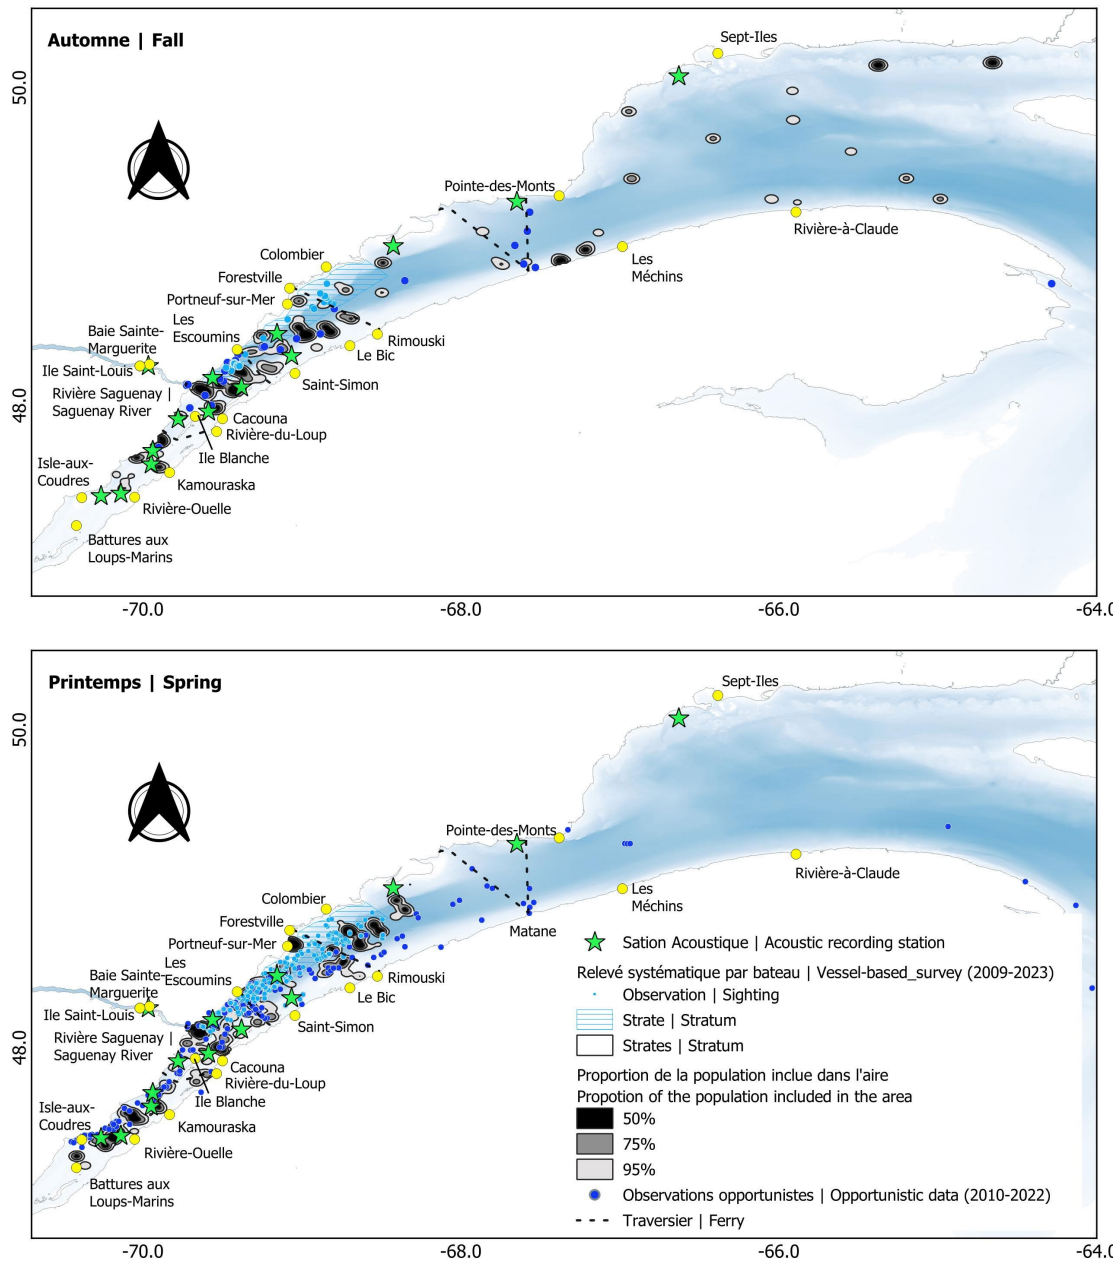 Automne | Fall
Sept-Iles
50.0
Pointe-des-Monts
Rivière-à-Claude
Colombier
Les
Méchins
Forestville
Portneuf-sur-Mer
Les
Escoumins
Baie Sainte-
Marguerite
Rimouski
Le Bic
Ile Saint-Louis
Saint-Simon
Rivière Saguenay |
Saguenay River
48.0
Cacouna
Rivière-du-Loup
Ile Blanche
Isle-aux-
Coudres
Kamouraska
Rivière-Ouelle
Battures aux
Loups-Marins
-70.0
-68.0
-66.0
-64.0
Printemps | Spring
Sept-Iles
50.0
Pointe-des-Monts
Rivière-à-Claude
Colombier
Les
Méchins
Forestville
Matane
Portneuf-sur-Mer
Les
Escoumins
Baie Sainte-
Marguerite
Rimouski
Le Bic
Ile Saint-Louis
Saint-Simon
Rivière Saguenay |
Saguenay River
48.0
Cacouna
Rivière-du-Loup
Ile Blanche
Isle-aux-
Coudres
Kamouraska
Rivière-Ouelle
Battures aux
Loups-Marins
Sation Acoustique | Acoustic recording station
Relevé systématique par bateau | Vessel-based_survey (2009-2023)
Observation | Sighting
Strate | Stratum
Strates | Stratum
Proportion de la population inclue dans l'aire
Propotion of the population included in the area
50%
75%
95%
Observations opportunistes | Opportunistic data (2010-2022)
Traversier | Ferry
-70.0
-68.0
-66.0
-64.0